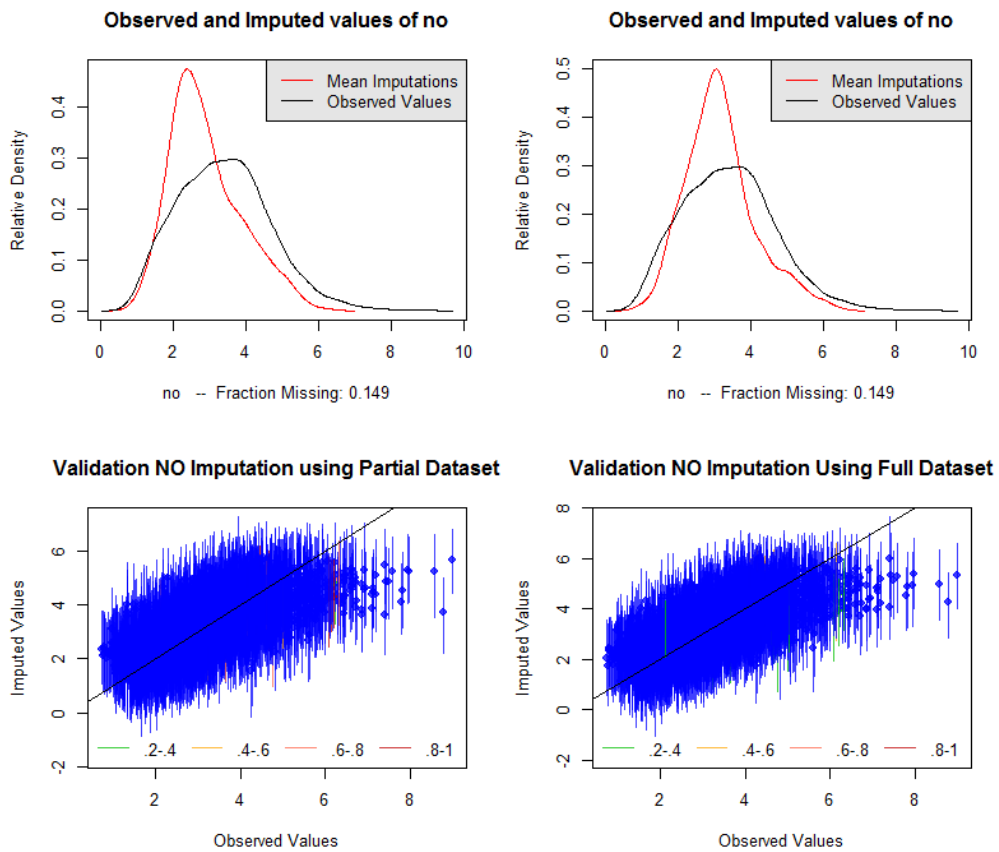 Observed and Imputed values of no
Mean Imputations
Observed Values
Relative Density
0.0 0.1 0.2 0.3 0.4
0 2 4 6 8 10
no -- Fraction Missing: 0.149
Observed and Imputed values of no
Mean Imputations
Observed Values
Relative Density
0.0 0.1 0.2 0.3 0.4 0.5
0 2 4 6 8 10
no -- Fraction Missing: 0.149
Validation NO Imputation using Partial Dataset
Imputed Values
-2 0 2 4 6
.2-.4 .4-.6 .6-.8 .8-1
2 4 6 8
Observed Values
Validation NO Imputation Using Full Dataset
Imputed Values
-2 0 2 4 6 8
.2-.4 .4-.6 .6-.8 .8-1
2 4 6 8
Observed Values